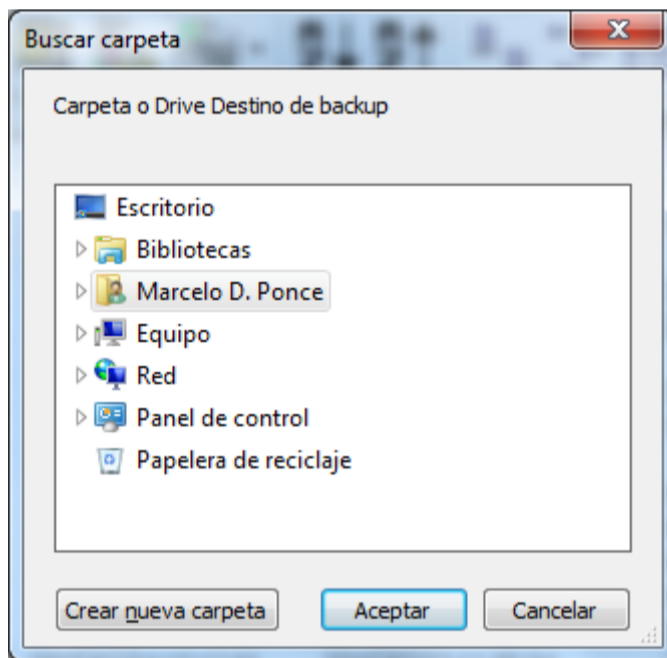 Buscar carpeta
Carpeta o Drive Destino de backup
Escritorio
Bibliotecas
Marcelo D. Ponce
Equipo
Red
Panel de control
Papelera de reciclaje
Crear nueva carpeta Aceptar Cancelar